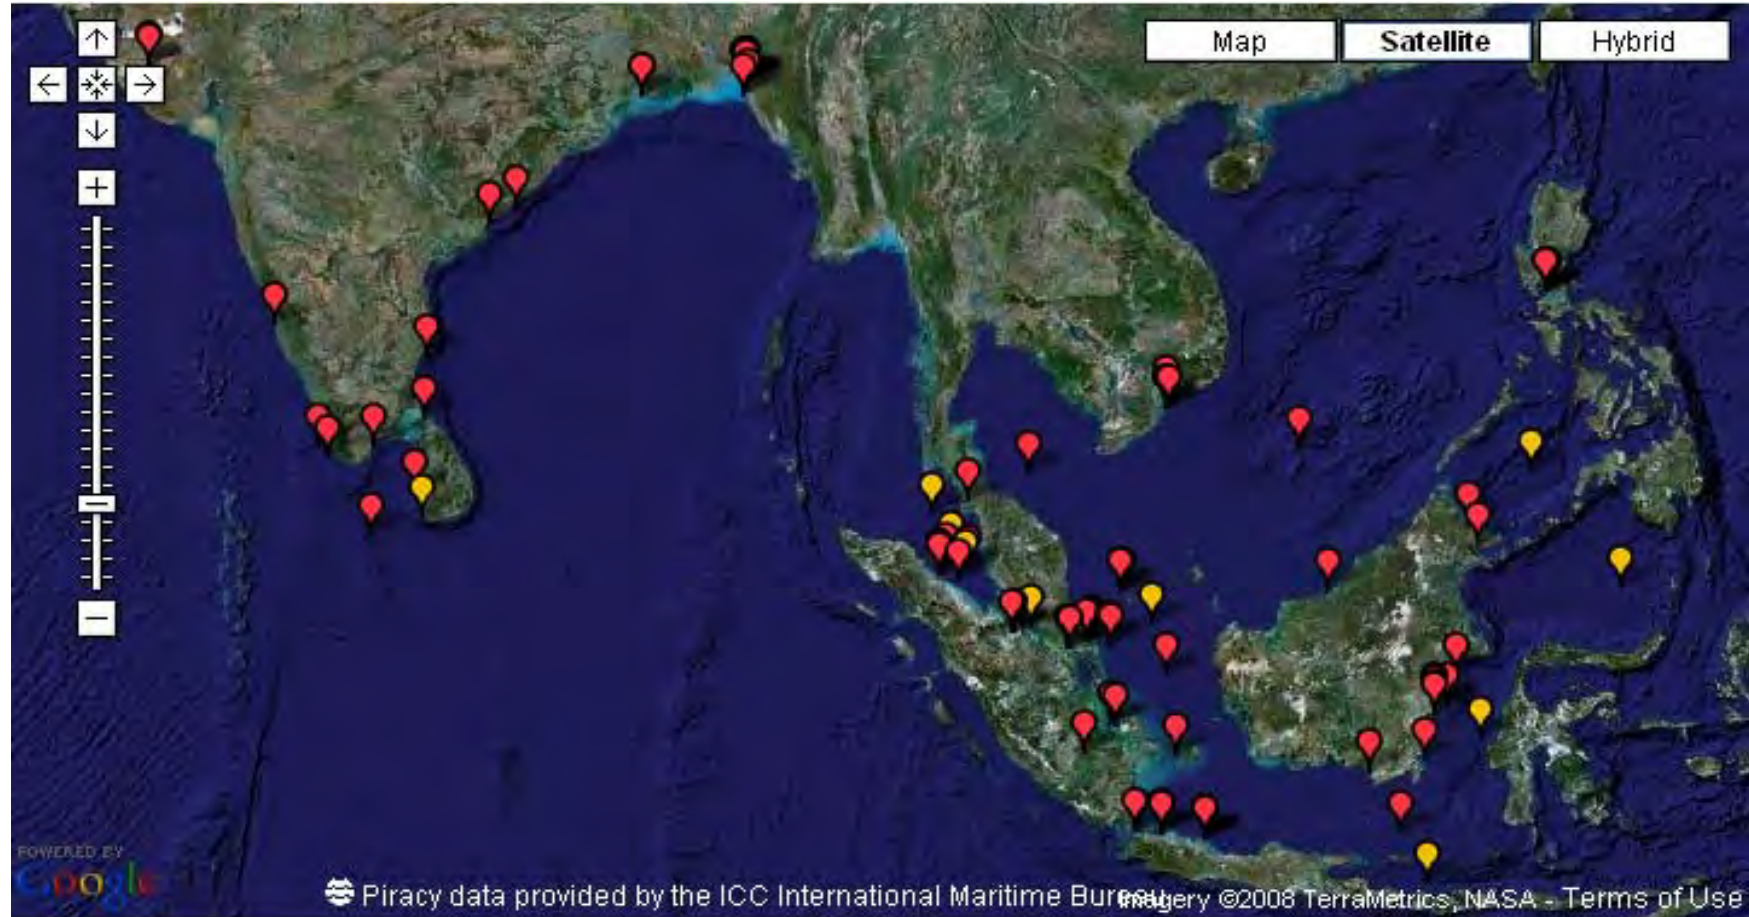 Map
Satellite
Hybrid
POWERED BY
Google
Piracy data provided by the ICC International Maritime Bureau
Imagery ©2008 TerraMetrics, NASA - Terms of Use